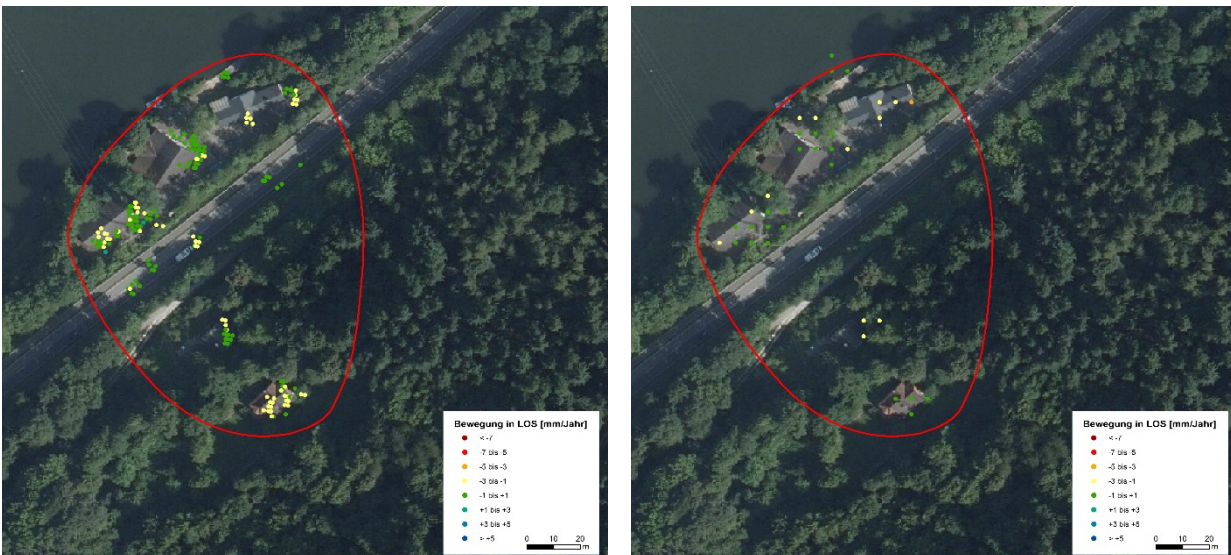 Bewegung in LOS [mm/Jahr]
< -7
-7 bis -5
-5 bis -3
-3 bis -1
-1 bis +1
+1 bis +3
+3 bis +5
> +5
0 10 20
m
Bewegung in LOS [mm/Jahr]
< -7
-7 bis -5
-5 bis -3
-3 bis -1
-1 bis +1
+1 bis +3
+3 bis +5
> +5
0 10 20
m